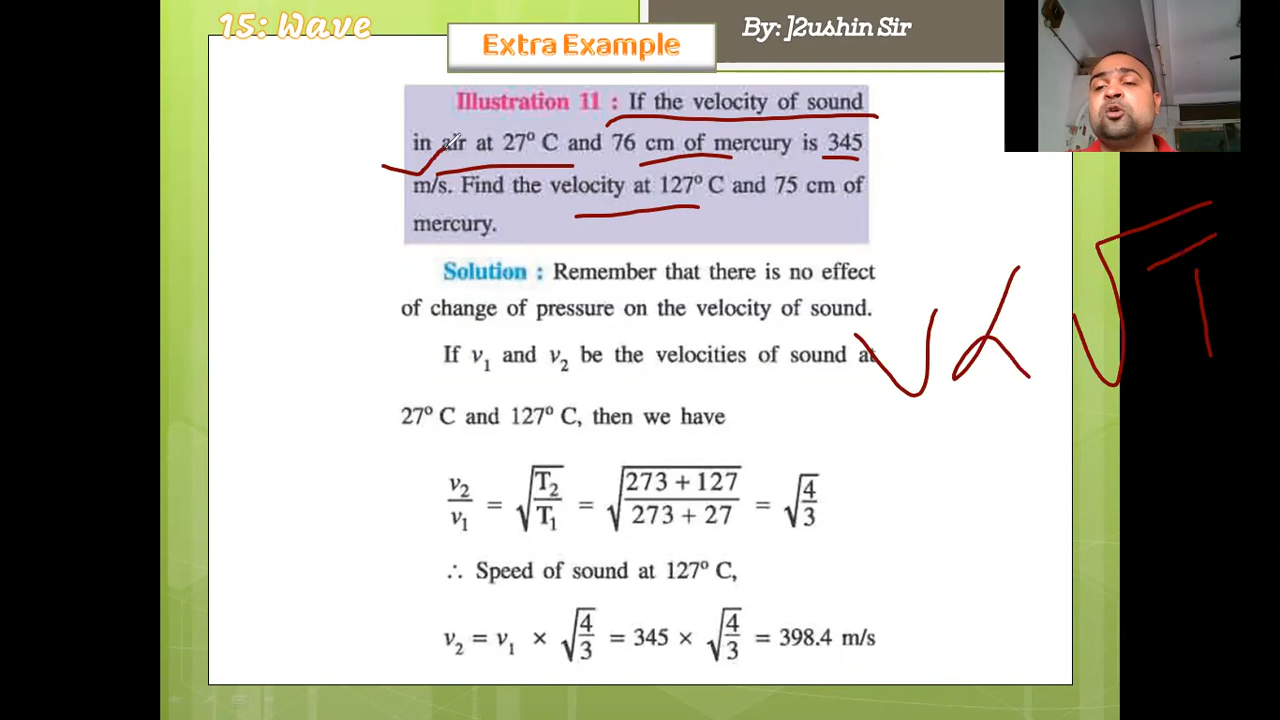 15: Wave
Extra Example
By: J2ushin Sir
Illustration 11 : If the velocity of sound
in air at 27° C and 76 cm of mercury is 345
m/s. Find the velocity at 127° C and 75 cm of
mercury.
Solution : Remember that there is no effect
of change of pressure on the velocity of sound.
If v₁ and v₂ be the velocities of sound at
27° C and 127° C, then we have
v₂/v₁ = √(T₂/T₁) = √((273 + 127)/(273 + 27)) = √(4/3)
∴ Speed of sound at 127° C,
v₂ = v₁ × √(4/3) = 345 × √(4/3) = 398.4 m/s
v α √T